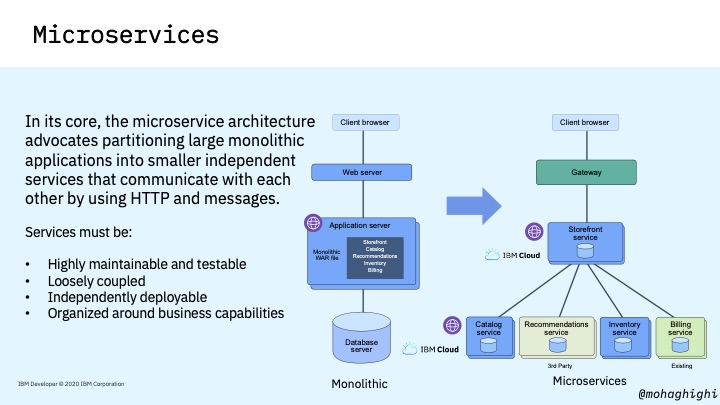 Microservices
In its core, the microservice architecture
advocates partitioning large monolithic
applications into smaller independent
services that communicate with each
other by using HTTP and messages.
Services must be:
• Highly maintainable and testable
• Loosely coupled
• Independently deployable
• Organized around business capabilities
Client browser
Web server
Application server
Monolithic
WAR file
Storefront
Catalog
Recommendations
Inventory
Billing
Database
server
Monolithic
Client browser
Gateway
Storefront
service
IBM Cloud
Catalog
service
Recommendations
service
Inventory
service
Billing
service
IBM Cloud
3rd Party
Existing
Microservices
IBM Developer © 2020 IBM Corporation
@mohaghighi